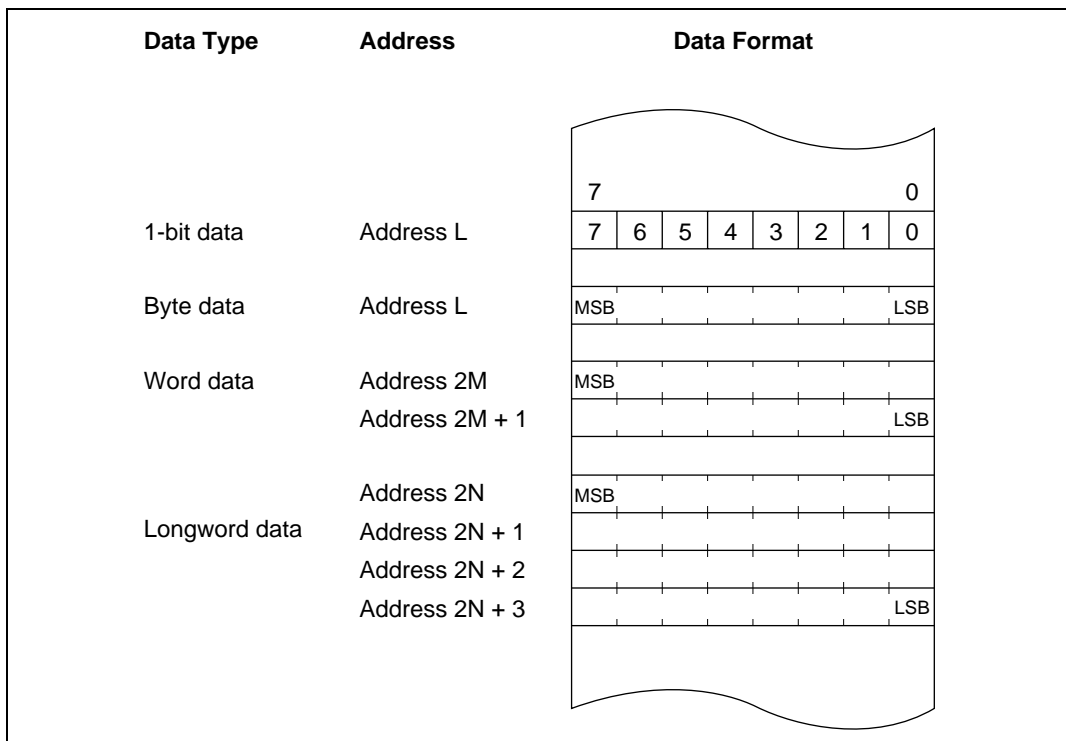 Data Type Address Data Format
7 0
1-bit data Address L 7 6 5 4 3 2 1 0
Byte data Address L MSB LSB
Word data Address 2M MSB
Address 2M + 1 LSB
Address 2N MSB
Longword data Address 2N + 1
Address 2N + 2
Address 2N + 3 LSB